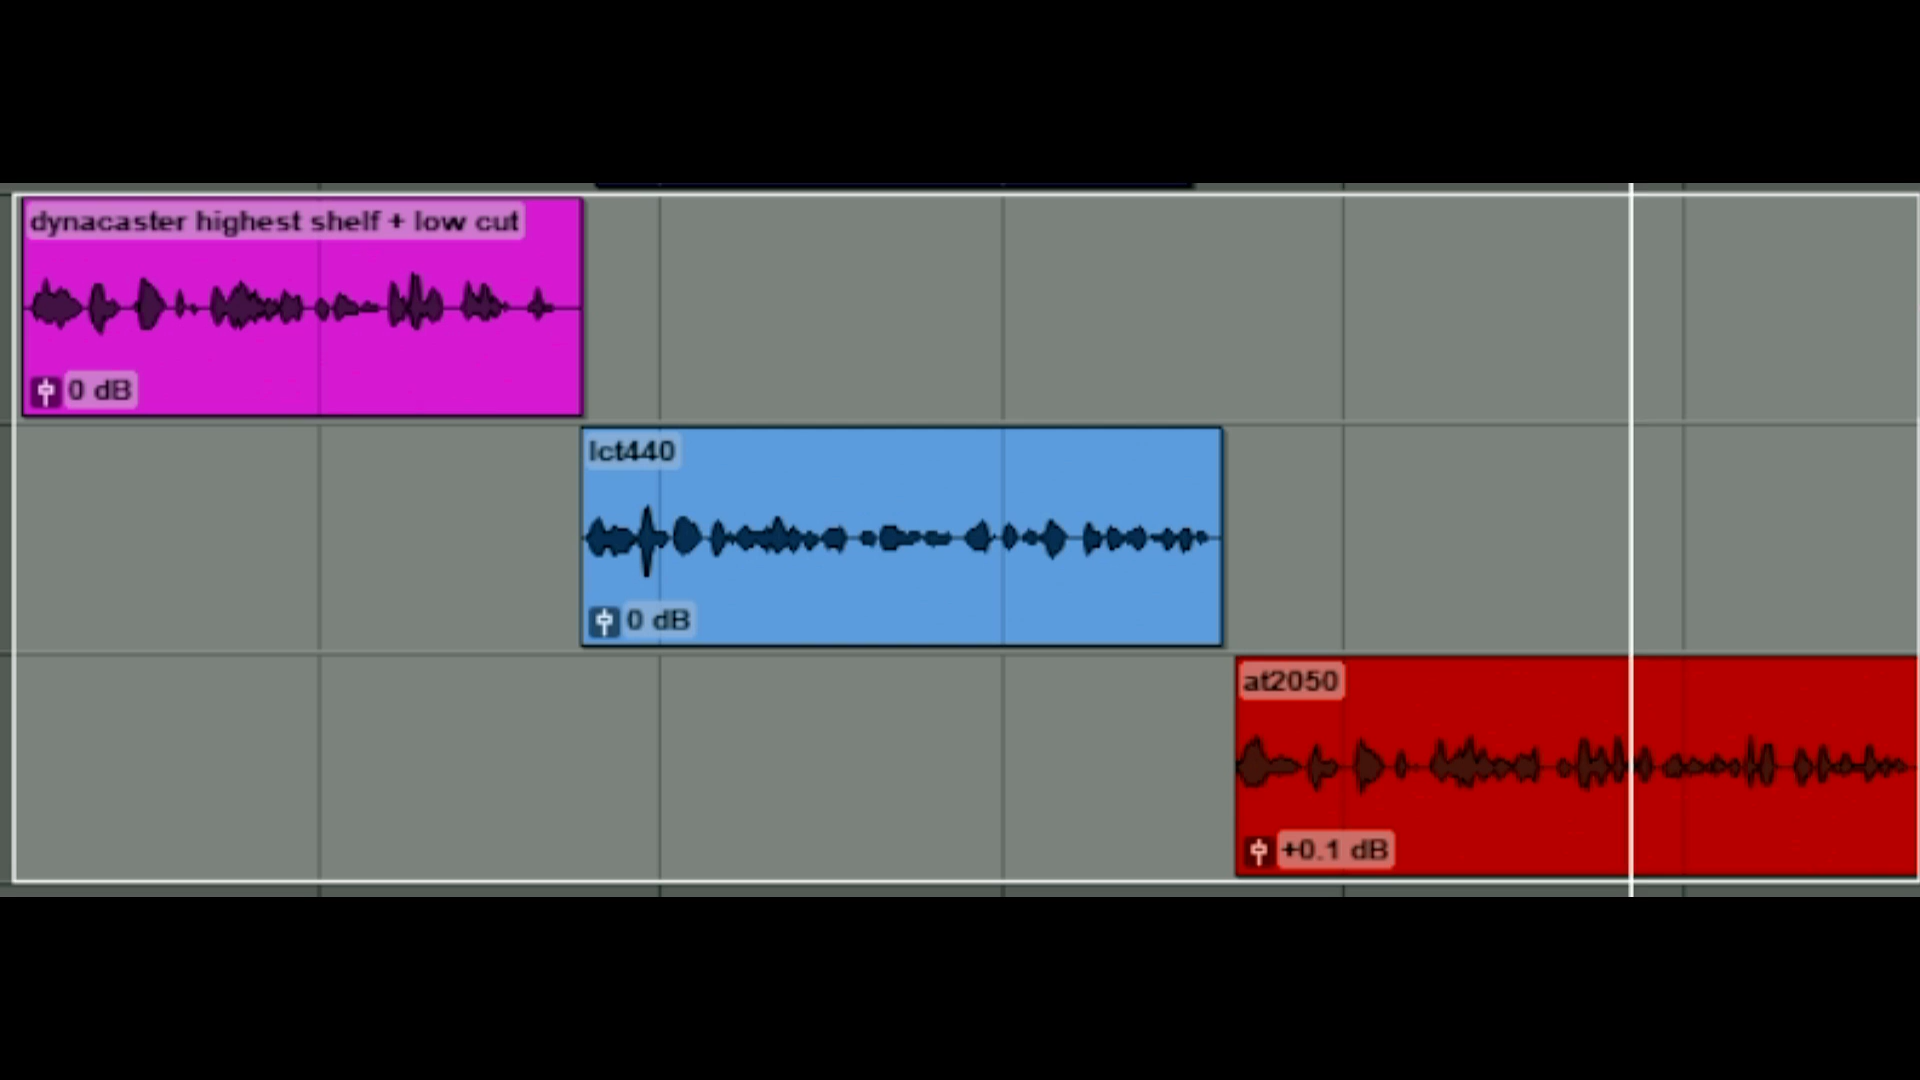 dynacaster highest shelf + low cut
0 dB
lct440
0 dB
at2050
+0.1 dB